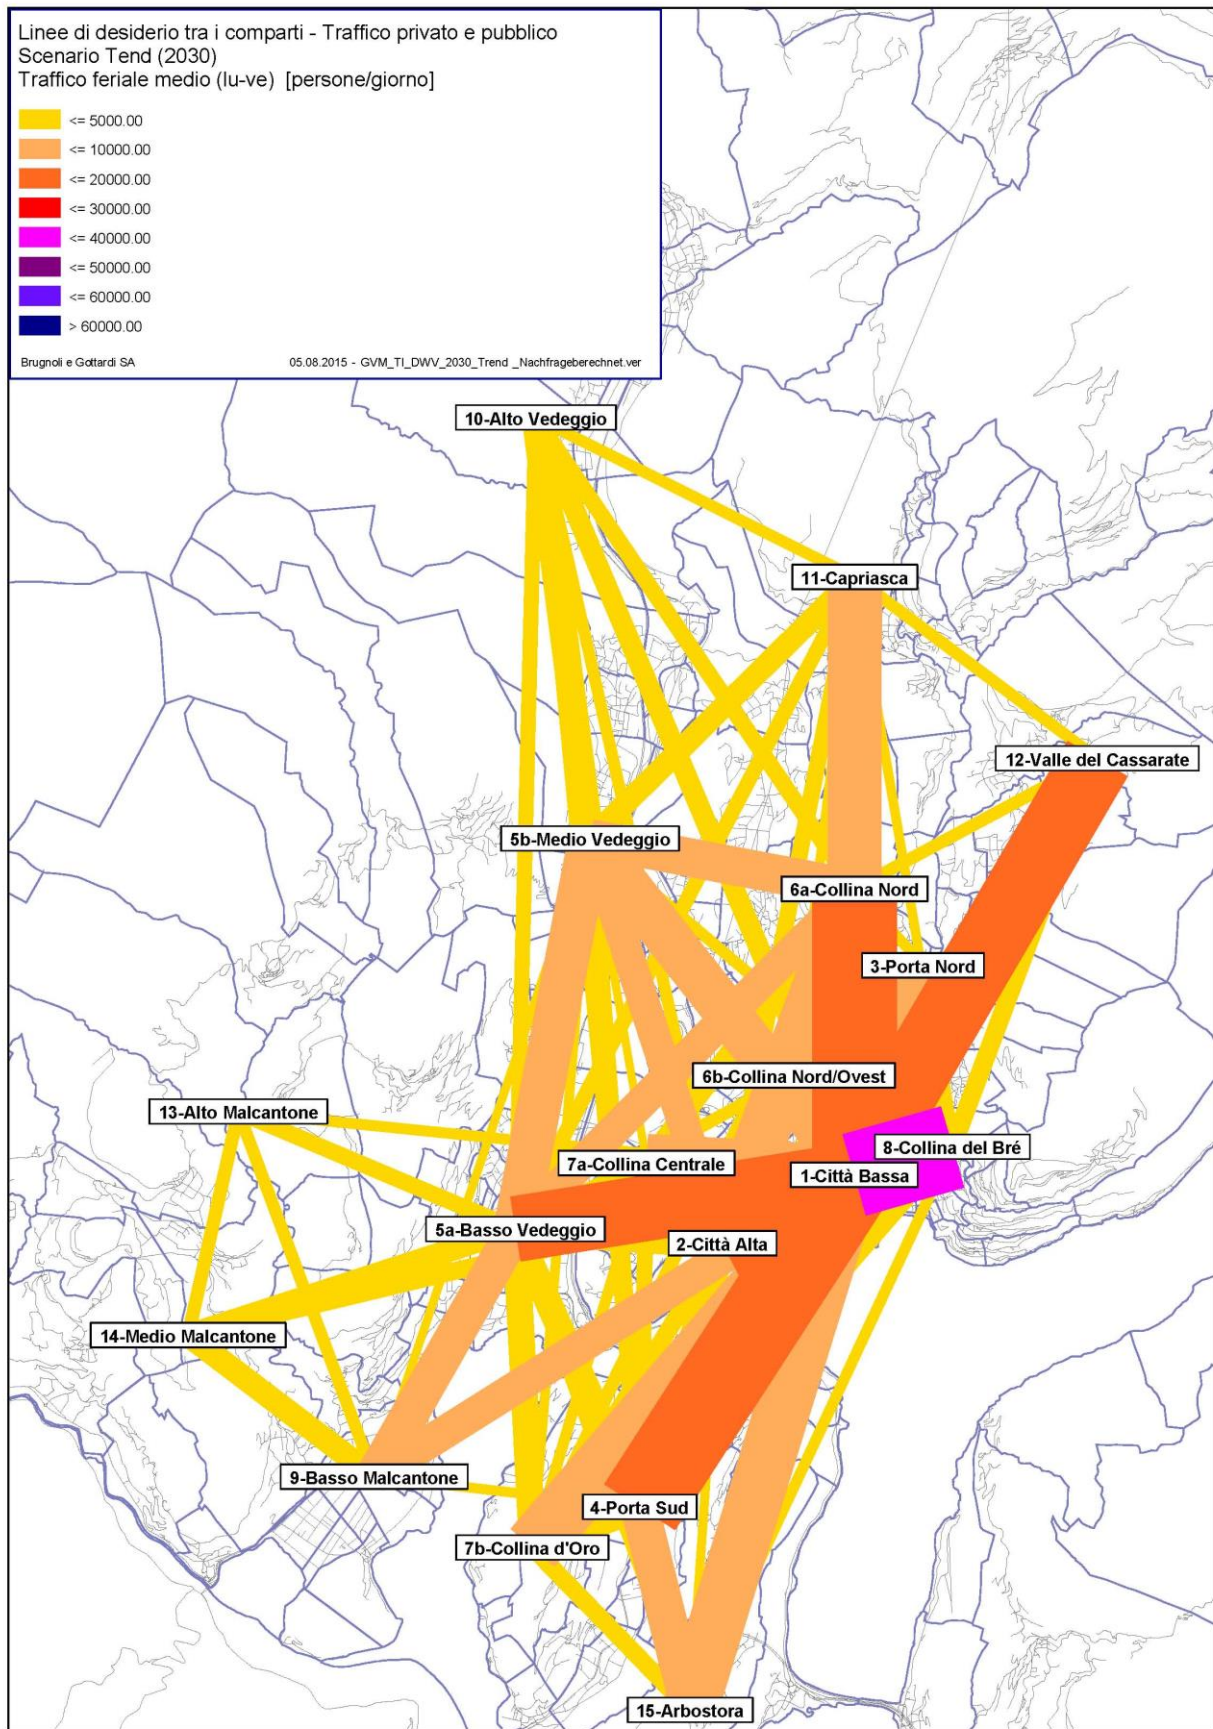 Linee di desiderio tra i comparti - Traffico privato e pubblico
Scenario Tend (2030)
Traffico feriale medio (lu-ve) [persone/giorno]
<= 5000.00
<= 10000.00
<= 20000.00
<= 30000.00
<= 40000.00
<= 50000.00
<= 60000.00
> 60000.00
Brugnoli e Gottardi SA 05.08.2015 - GVM_TI_DWV_2030_Trend _Nachfrageberechnet.ver
10-Alto Vedeggio
11-Capriasca
12-Valle del Cassarate
5b-Medio Vedeggio
6a-Collina Nord
3-Porta Nord
6b-Collina Nord/Ovest
13-Alto Malcantone
8-Collina del Bré
7a-Collina Centrale
1-Città Bassa
5a-Basso Vedeggio
2-Città Alta
14-Medio Malcantone
9-Basso Malcantone
4-Porta Sud
7b-Collina d'Oro
15-Arbostora